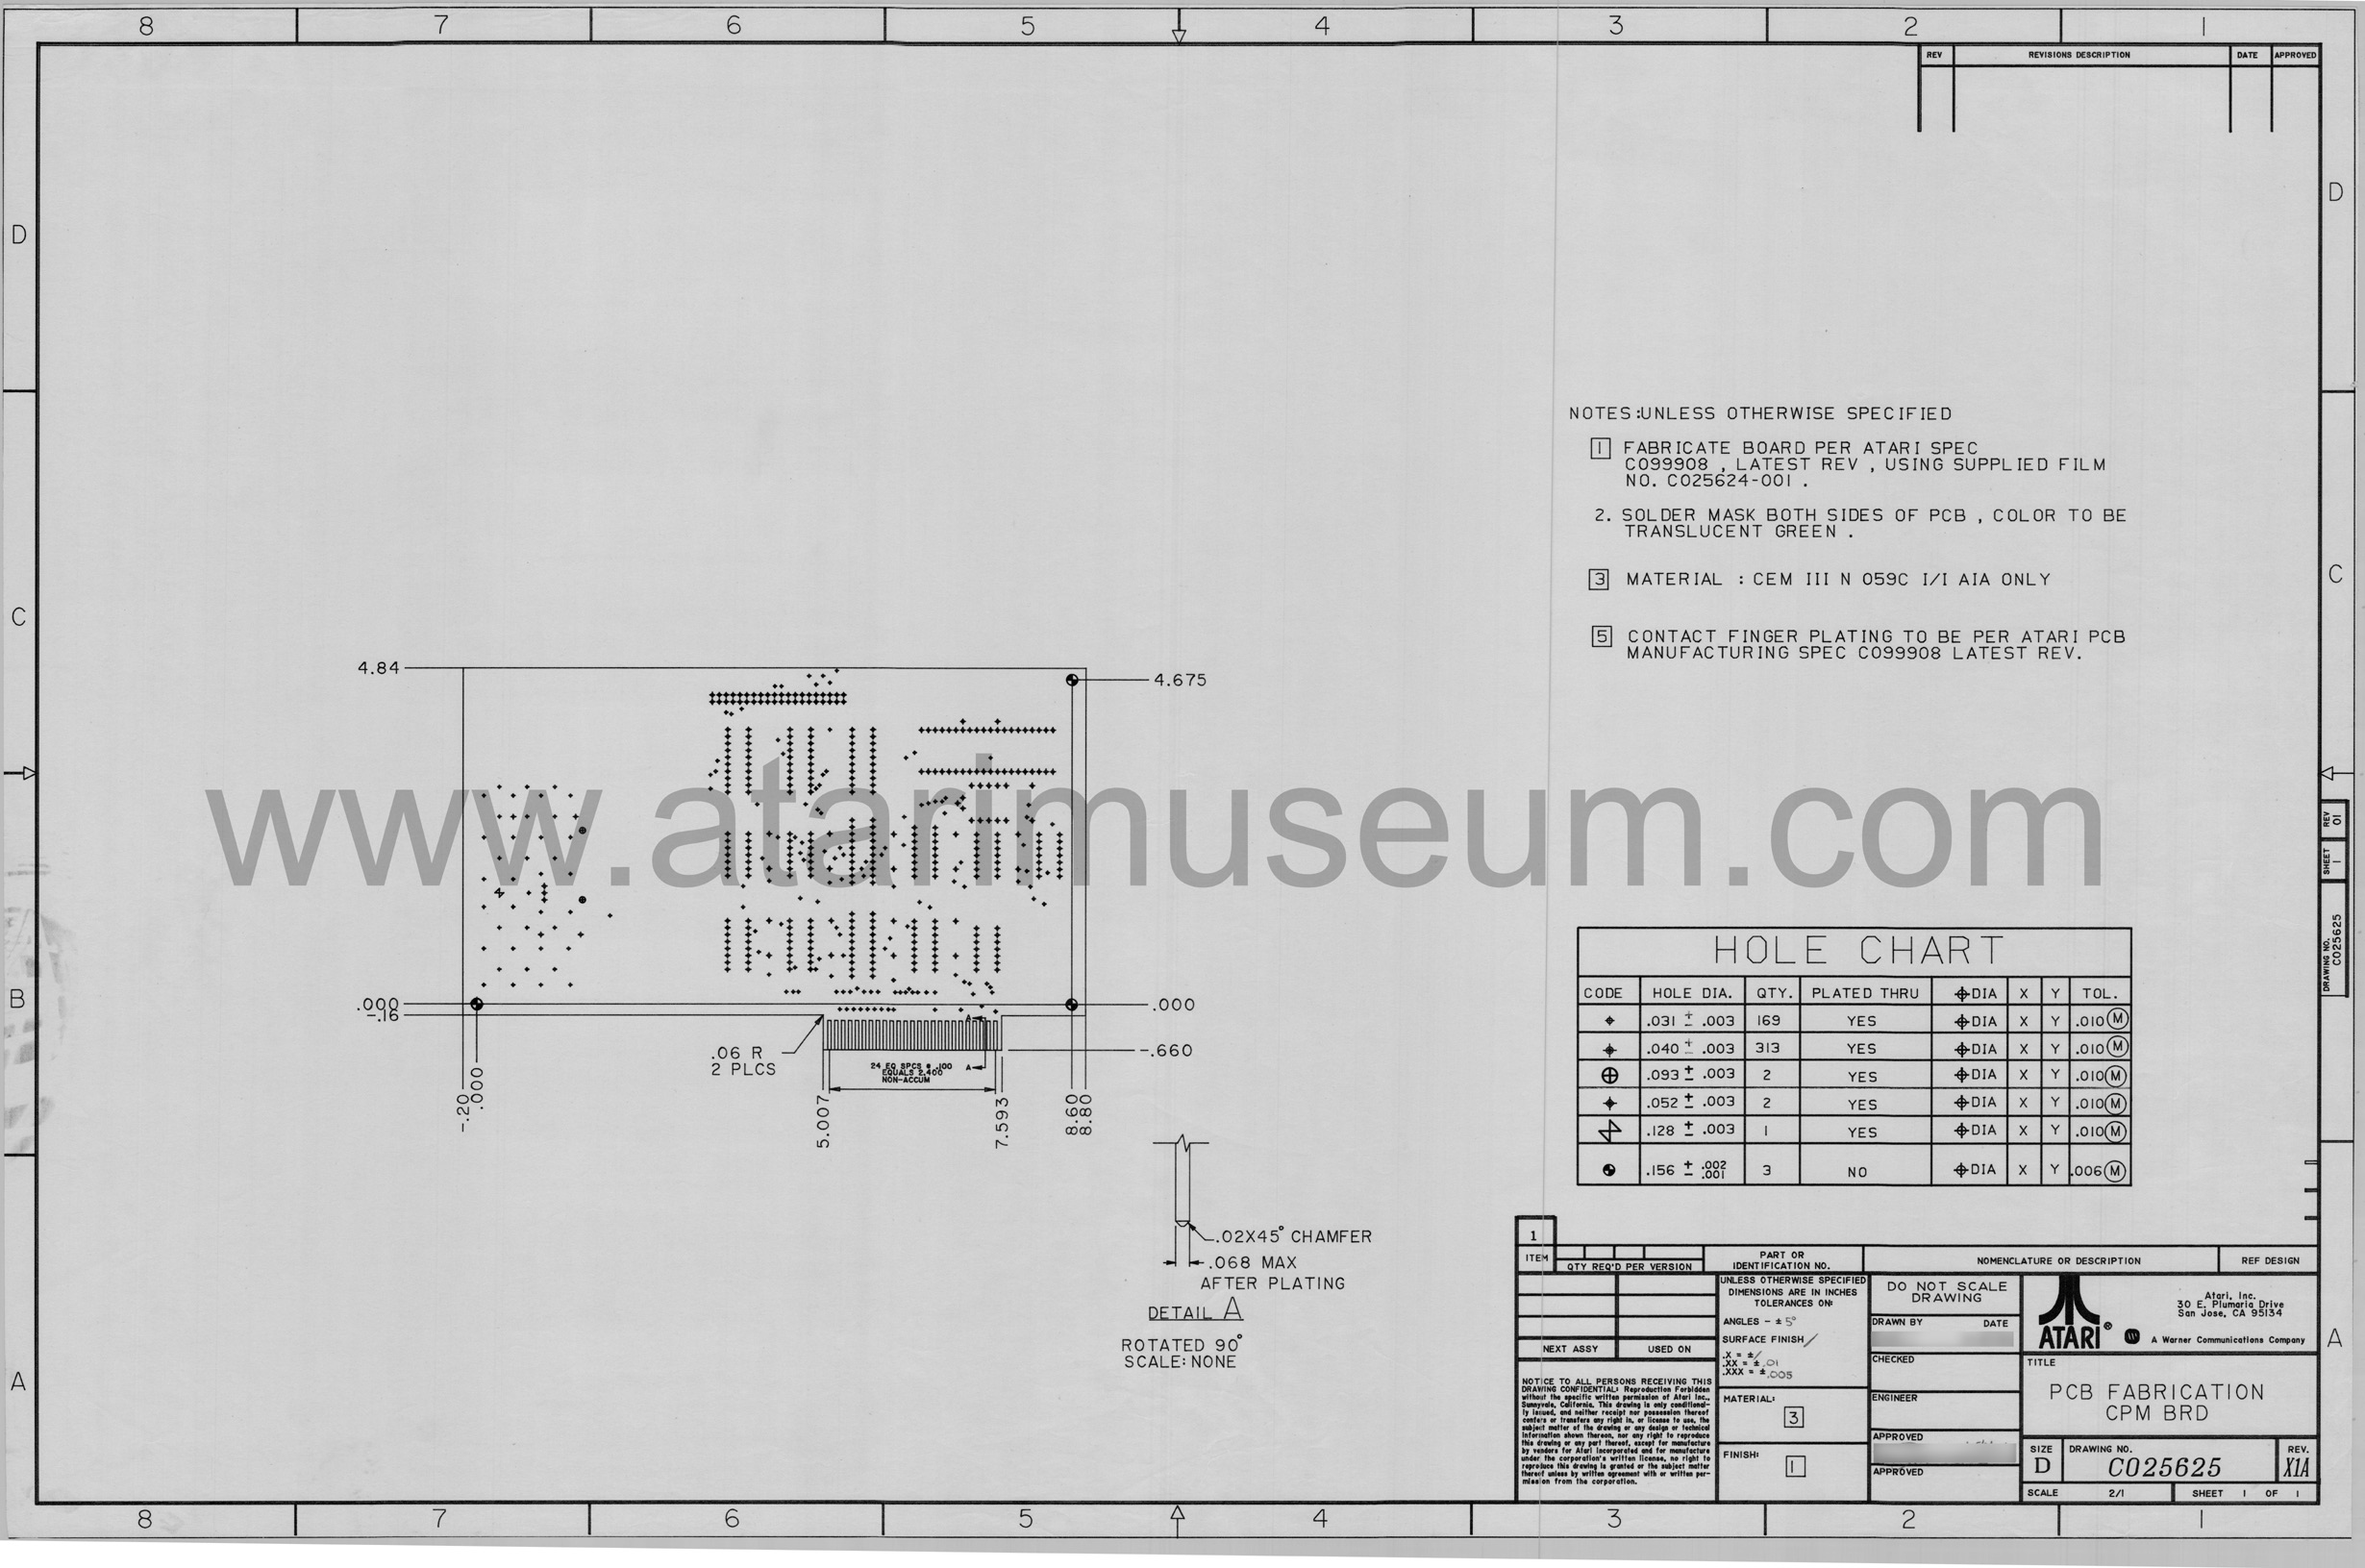 8 7 6 5 4 3 2 1
REV REVISIONS DESCRIPTION DATE APPROVED
D D
NOTES:UNLESS OTHERWISE SPECIFIED
1 FABRICATE BOARD PER ATARI SPEC
C099908 , LATEST REV , USING SUPPLIED FILM
NO. C025624-001 .
2. SOLDER MASK BOTH SIDES OF PCB , COLOR TO BE
TRANSLUCENT GREEN .
3 MATERIAL : CEM III N 059C 1/1 AIA ONLY
5 CONTACT FINGER PLATING TO BE PER ATARI PCB
MANUFACTURING SPEC C099908 LATEST REV.
C C
4.84
4.675
www.atarimuseum.com
REV 01
SHEET 1
DRAWING NO. C025625
B
.000
-.16
.000
-.660
.06 R
2 PLCS
A
A
24 EQ SPCS @ .100
EQUALS 2.400
NON-ACCUM
-.20
.000
5.007
7.593
8.60
8.80
HOLE CHART
CODE HOLE DIA. QTY. PLATED THRU ⌖DIA X Y TOL.
.031 ± .003 169 YES ⌖DIA X Y .010 Ⓜ
.040 ± .003 313 YES ⌖DIA X Y .010 Ⓜ
.093 ± .003 2 YES ⌖DIA X Y .010 Ⓜ
.052 ± .003 2 YES ⌖DIA X Y .010 Ⓜ
.128 ± .003 1 YES ⌖DIA X Y .010 Ⓜ
.156 ± .002 .001 3 NO ⌖DIA X Y .006 Ⓜ
.02X45° CHAMFER
.068 MAX
AFTER PLATING
DETAIL A
ROTATED 90°
SCALE: NONE
1
ITEM QTY REQ'D PER VERSION PART OR IDENTIFICATION NO. NOMENCLATURE OR DESCRIPTION REF DESIGN
NEXT ASSY USED ON
NOTICE TO ALL PERSONS RECEIVING THIS
DRAWING CONFIDENTIAL: Reproduction Forbidden
without the specific written permission of Atari Inc.,
Sunnyvale, California. This drawing is only conditional-
ly issued, and neither receipt nor possession thereof
confers or transfers any right in, or license to use, the
subject matter of the drawing or any design or technical
information shown thereon, nor any right to reproduce
this drawing or any part thereof, except for manufacture
by vendors for Atari Incorporated and for manufacture
under the corporation's written license, no right to
reproduce this drawing is granted or the subject matter
thereof unless by written agreement with or written per-
mission from the corporation.
UNLESS OTHERWISE SPECIFIED
DIMENSIONS ARE IN INCHES
TOLERANCES ON:
ANGLES - ± 5°
SURFACE FINISH /
.X = ± /
.XX = ± .01
.XXX = ± .005
MATERIAL:
3
FINISH:
1
DO NOT SCALE
DRAWING
DRAWN BY DATE
CHECKED
ENGINEER
APPROVED
APPROVED
ATARI®
Atari, Inc.
30 E. Plumaria Drive
San Jose, CA 95134
A Warner Communications Company
TITLE
PCB FABRICATION
CPM BRD
SIZE D DRAWING NO. C025625 REV. X1A
SCALE 2/1 SHEET 1 OF 1
A A
8 7 6 5 4 3 2 1